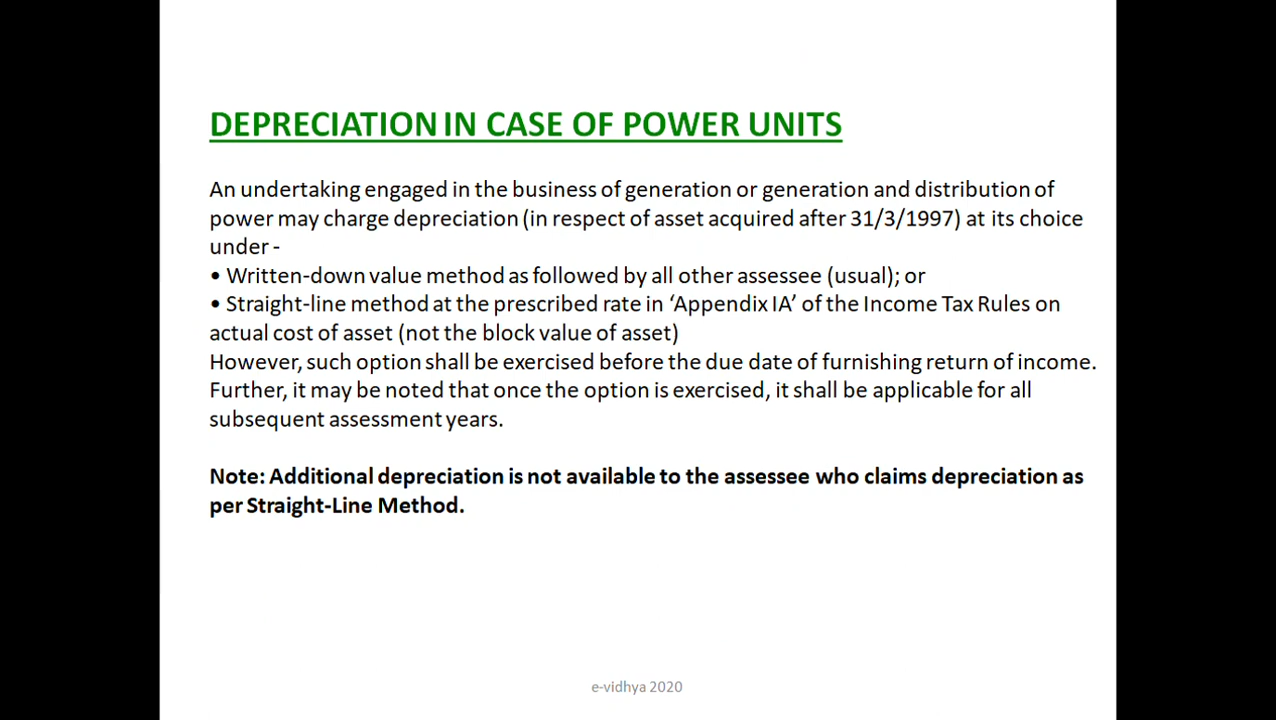 DEPRECIATION IN CASE OF POWER UNITS
An undertaking engaged in the business of generation or generation and distribution of
power may charge depreciation (in respect of asset acquired after 31/3/1997) at its choice
under -
• Written-down value method as followed by all other assessee (usual); or
• Straight-line method at the prescribed rate in ‘Appendix IA’ of the Income Tax Rules on
actual cost of asset (not the block value of asset)
However, such option shall be exercised before the due date of furnishing return of income.
Further, it may be noted that once the option is exercised, it shall be applicable for all
subsequent assessment years.
Note: Additional depreciation is not available to the assessee who claims depreciation as
per Straight-Line Method.
e-vidhya 2020